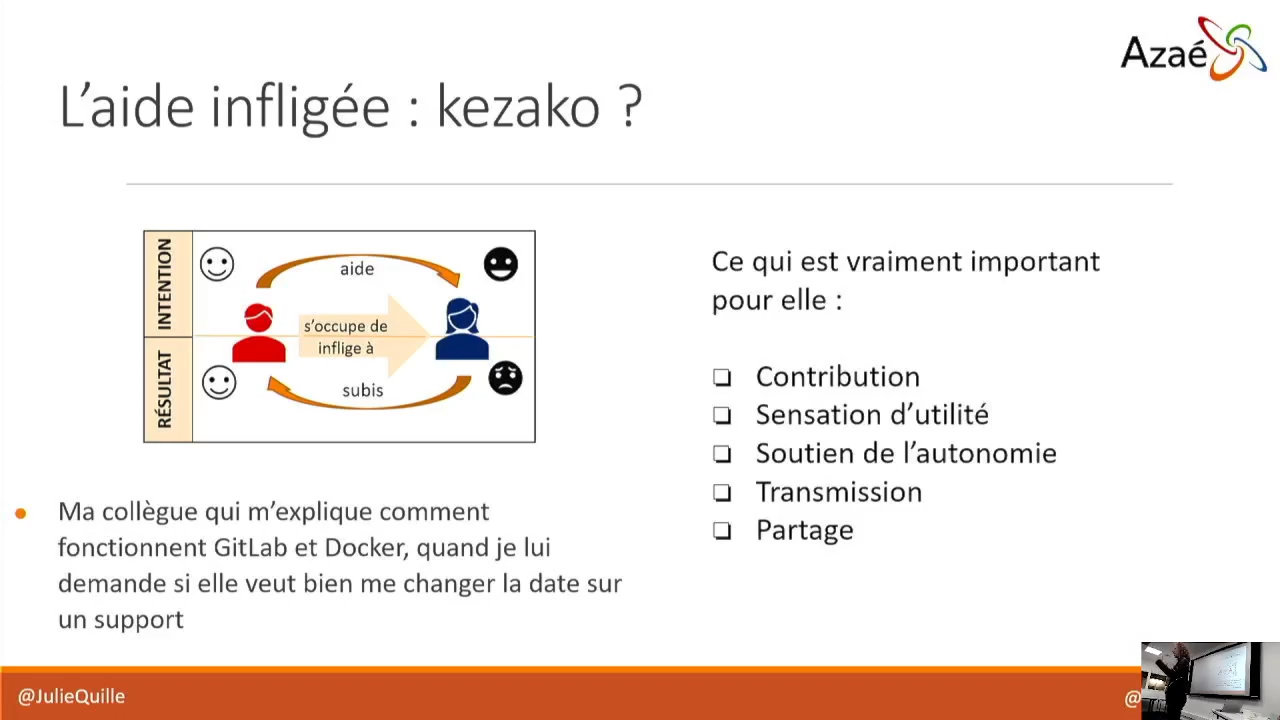 Azaé
L'aide infligée : kezako ?
INTENTION
RÉSULTAT
aide
s'occupe de
inflige à
subis
Ce qui est vraiment important
pour elle :
❏ Contribution
❏ Sensation d'utilité
❏ Soutien de l'autonomie
❏ Transmission
❏ Partage
• Ma collègue qui m'explique comment
fonctionnent GitLab et Docker, quand je lui
demande si elle veut bien me changer la date sur
un support
@JulieQuille
@